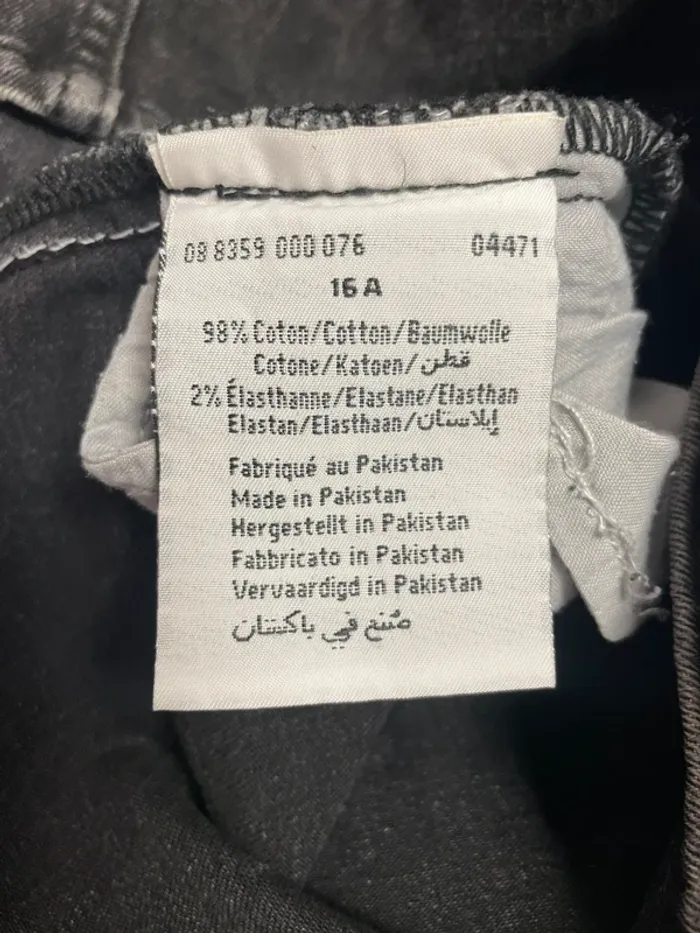 08 8359 000 076 04471
16 A
98% Coton/Cotton/Baumwolle
Cotone/Katoen/قطن
2% Élasthanne/Elastane/Elasthan
Elastan/Elasthaan/إيلاستان
Fabriqué au Pakistan
Made in Pakistan
Hergestellt in Pakistan
Fabbricato in Pakistan
Vervaardigd in Pakistan
صُنع في باكستان